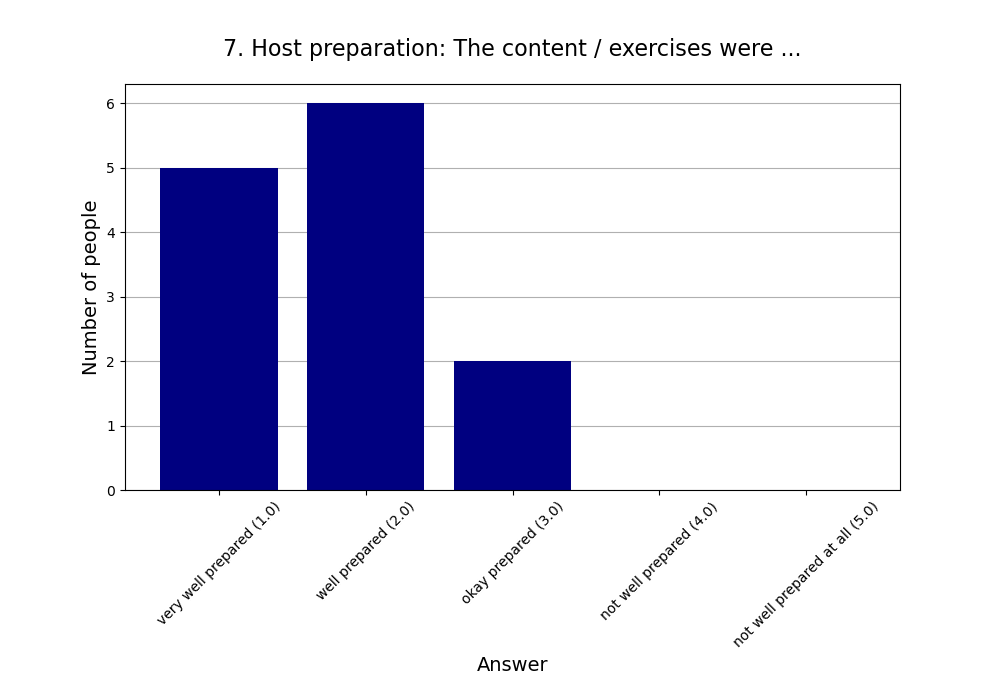 7. Host preparation: The content / exercises were ...
Number of people
6
5
4
3
2
1
0
very well prepared (1.0)
well prepared (2.0)
okay prepared (3.0)
not well prepared (4.0)
not well prepared at all (5.0)
Answer